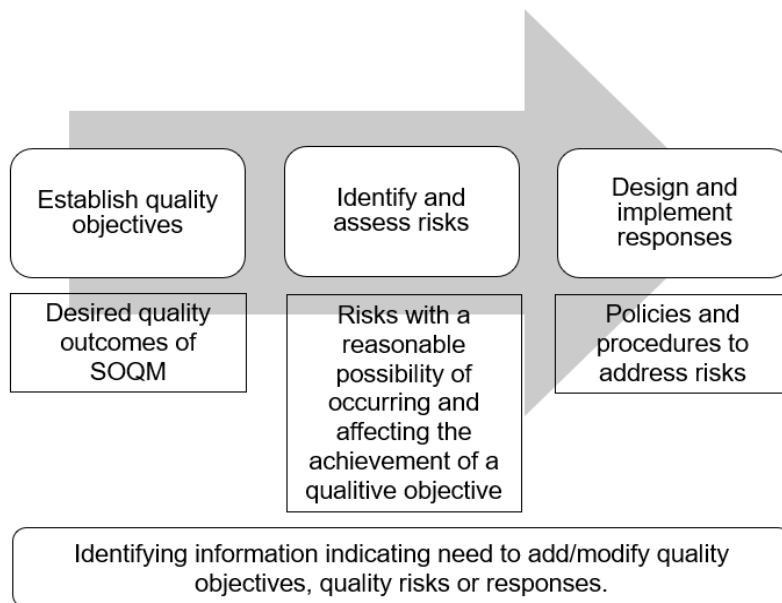 Establish quality
objectives
Identify and
assess risks
Design and
implement
responses
Desired quality
outcomes of
SOQM
Risks with a
reasonable
possibility of
occurring and
affecting the
achievement of a
qualitive objective
Policies and
procedures to
address risks
Identifying information indicating need to add/modify quality
objectives, quality risks or responses.